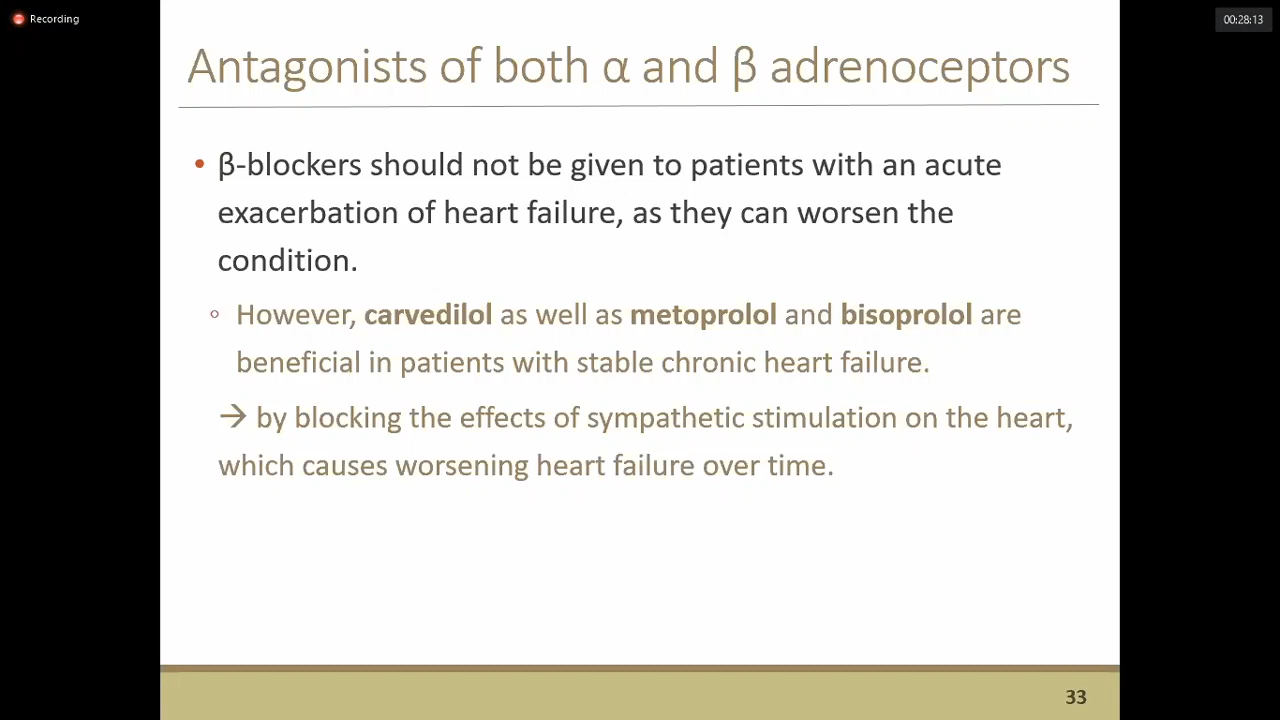 Recording
00:28:13
Antagonists of both α and β adrenoceptors
• β-blockers should not be given to patients with an acute
exacerbation of heart failure, as they can worsen the
condition.
◦ However, carvedilol as well as metoprolol and bisoprolol are
beneficial in patients with stable chronic heart failure.
→ by blocking the effects of sympathetic stimulation on the heart,
which causes worsening heart failure over time.
33